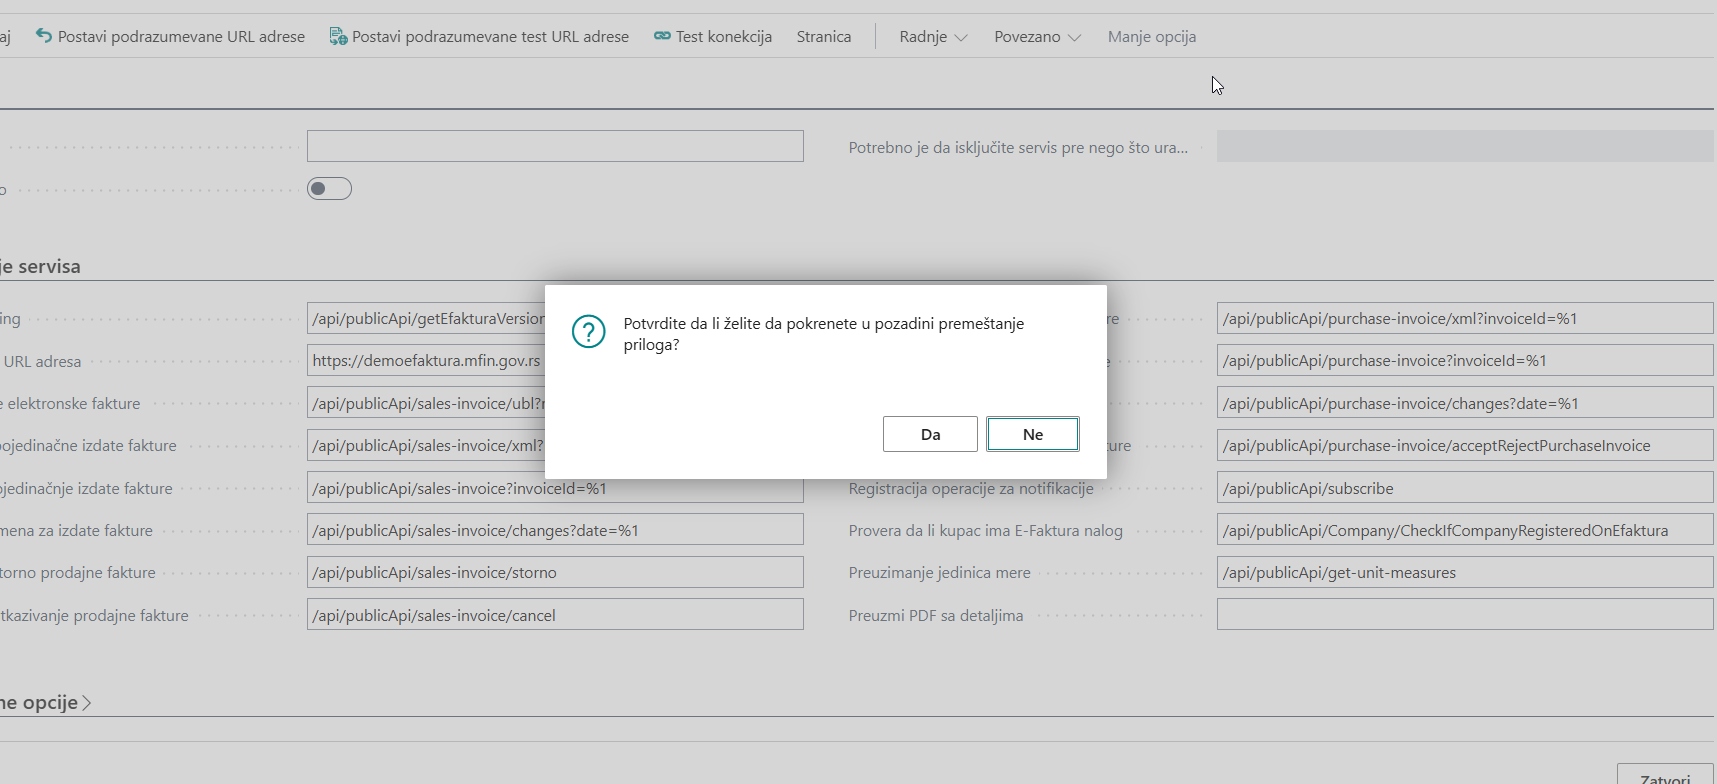 aj Postavi podrazumevane URL adrese Postavi podrazumevane test URL adrese Test konekcija Stranica Radnje Povezano Manje opcija
Potrebno je da isključite servis pre nego što ura...
o
je servisa
ing /api/publicApi/getEfakturaVersion
URL adresa https://demoefaktura.mfin.gov.rs
e elektronske fakture /api/publicApi/sales-invoice/ubl?r
pojedinačne izdate fakture /api/publicApi/sales-invoice/xml?
ojedinačnje izdate fakture /api/publicApi/sales-invoice?invoiceId=%1
mena za izdate fakture /api/publicApi/sales-invoice/changes?date=%1
torno prodajne fakture /api/publicApi/sales-invoice/storno
tkazivanje prodajne fakture /api/publicApi/sales-invoice/cancel
re /api/publicApi/purchase-invoice/xml?invoiceId=%1
e /api/publicApi/purchase-invoice?invoiceId=%1
/api/publicApi/purchase-invoice/changes?date=%1
ture /api/publicApi/purchase-invoice/acceptRejectPurchaseInvoice
Registracija operacije za notifikacije /api/publicApi/subscribe
Provera da li kupac ima E-Faktura nalog /api/publicApi/Company/CheckIfCompanyRegisteredOnEfaktura
Preuzimanje jedinica mere /api/publicApi/get-unit-measures
Preuzmi PDF sa detaljima
Potvrdite da li želite da pokrenete u pozadini premeštanje
priloga?
Da Ne
ne opcije
Zatvori